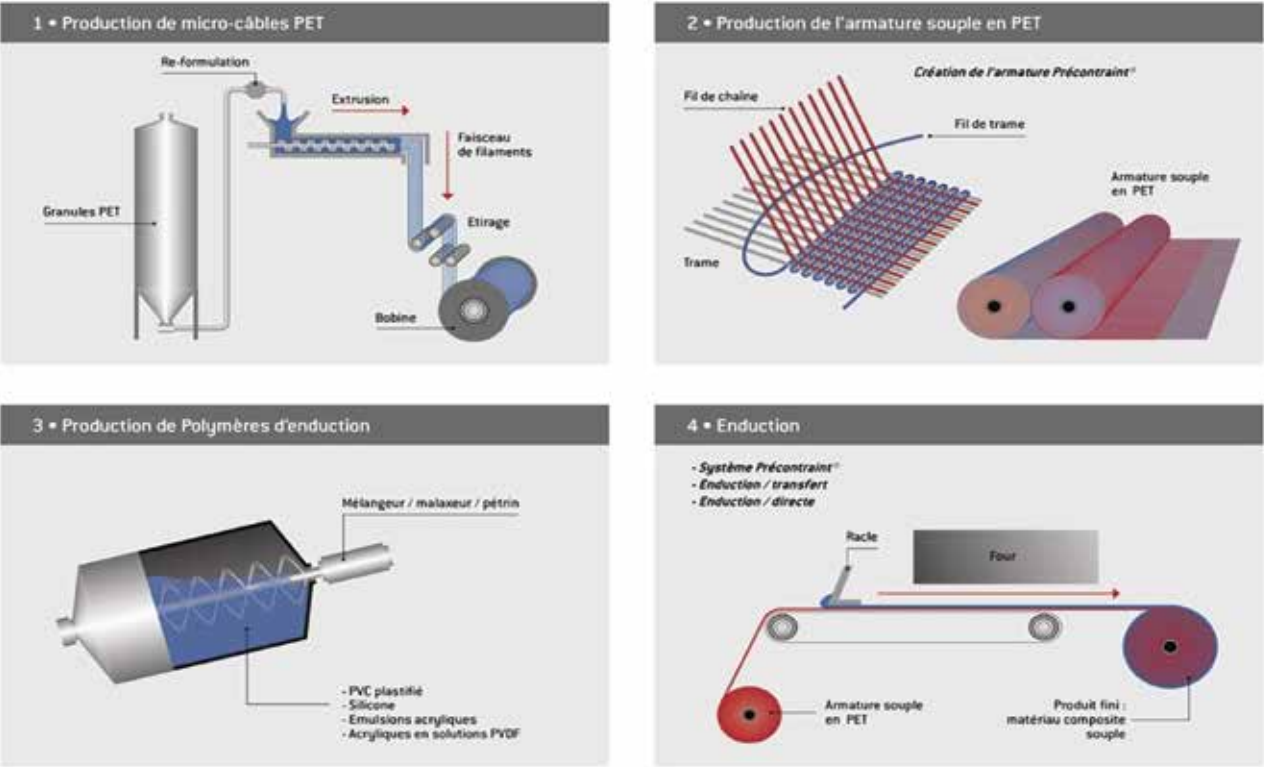 1 • Production de micro-câbles PET
Re-formulation
Extrusion
Faisceau
de filaments
Granules PET
Etirage
Bobine
2 • Production de l'armature souple en PET
Création de l'armature Précontraint®
Fil de chaîne
Fil de trame
Armature souple
en PET
Trame
3 • Production de Polymères d'enduction
Mélangeur / malaxeur / pétrin
- PVC plastifié
- Silicone
- Emulsions acryliques
- Acryliques en solutions PVDF
4 • Enduction
- Système Précontraint®
- Enduction / transfert
- Enduction / directe
Racle
Four
Armature souple
en PET
Produit fini :
matériau composite
souple